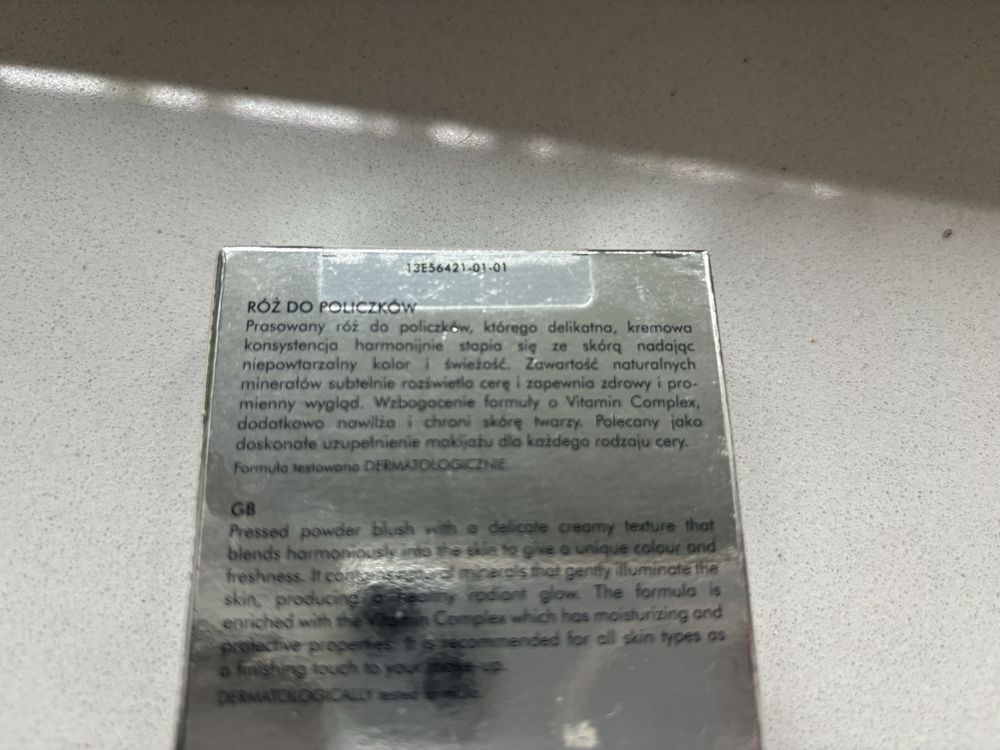 13E56421-01-01
RÓŻ DO POLICZKÓW
Prasowany róż do policzków, którego delikatna, kremowa
konsystencja harmonijnie stapia się ze skórą nadając
niepowtarzalny kolor i świeżość. Zawartość naturalnych
minerałów subtelnie rozświetla cerę i zapewnia zdrowy i pro-
mienny wygląd. Wzbogacenie formuły o Vitamin Complex,
dodatkowo nawilża i chroni skórę twarzy. Polecany jako
doskonałe uzupełnienie makijażu dla każdego rodzaju cery.
Formuła testowana DERMATOLOGICZNIE.
GB
Pressed powder blush with a delicate creamy texture that
blends harmoniously into the skin to give a unique colour and
freshness. It minerals that gently illuminate the
skin, producing a healthy radiant glow. The formula is
enriched with the Vitamin Complex which has moisturizing and
protective properties. It is recommended for all skin types as
a finishing touch to your make-up.
DERMATOLOGICALLY tested